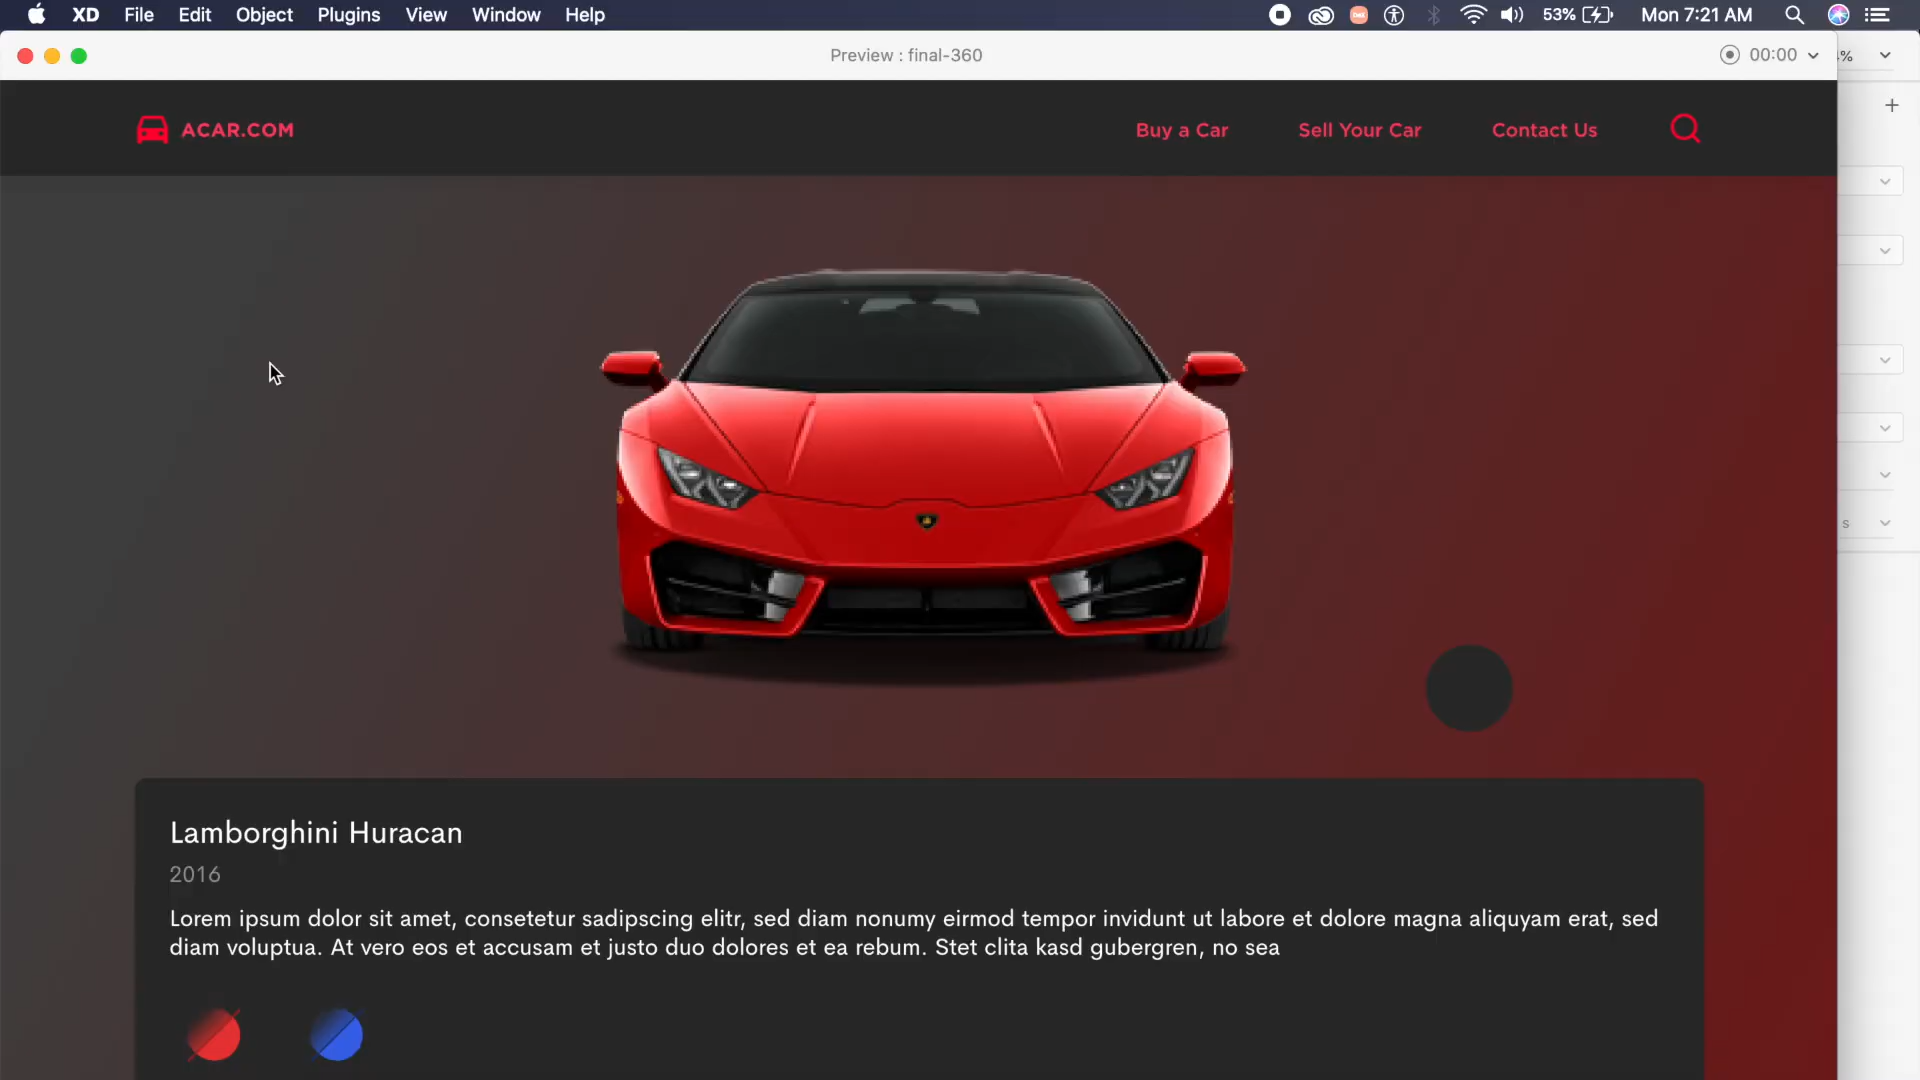 XD File Edit Object Plugins View Window Help 53% Mon 7:21 AM
Preview : final-360 00:00 %
ACAR.COM Buy a Car Sell Your Car Contact Us
s
Lamborghini Huracan
2016
Lorem ipsum dolor sit amet, consetetur sadipscing elitr, sed diam nonumy eirmod tempor invidunt ut labore et dolore magna aliquyam erat, sed
diam voluptua. At vero eos et accusam et justo duo dolores et ea rebum. Stet clita kasd gubergren, no sea